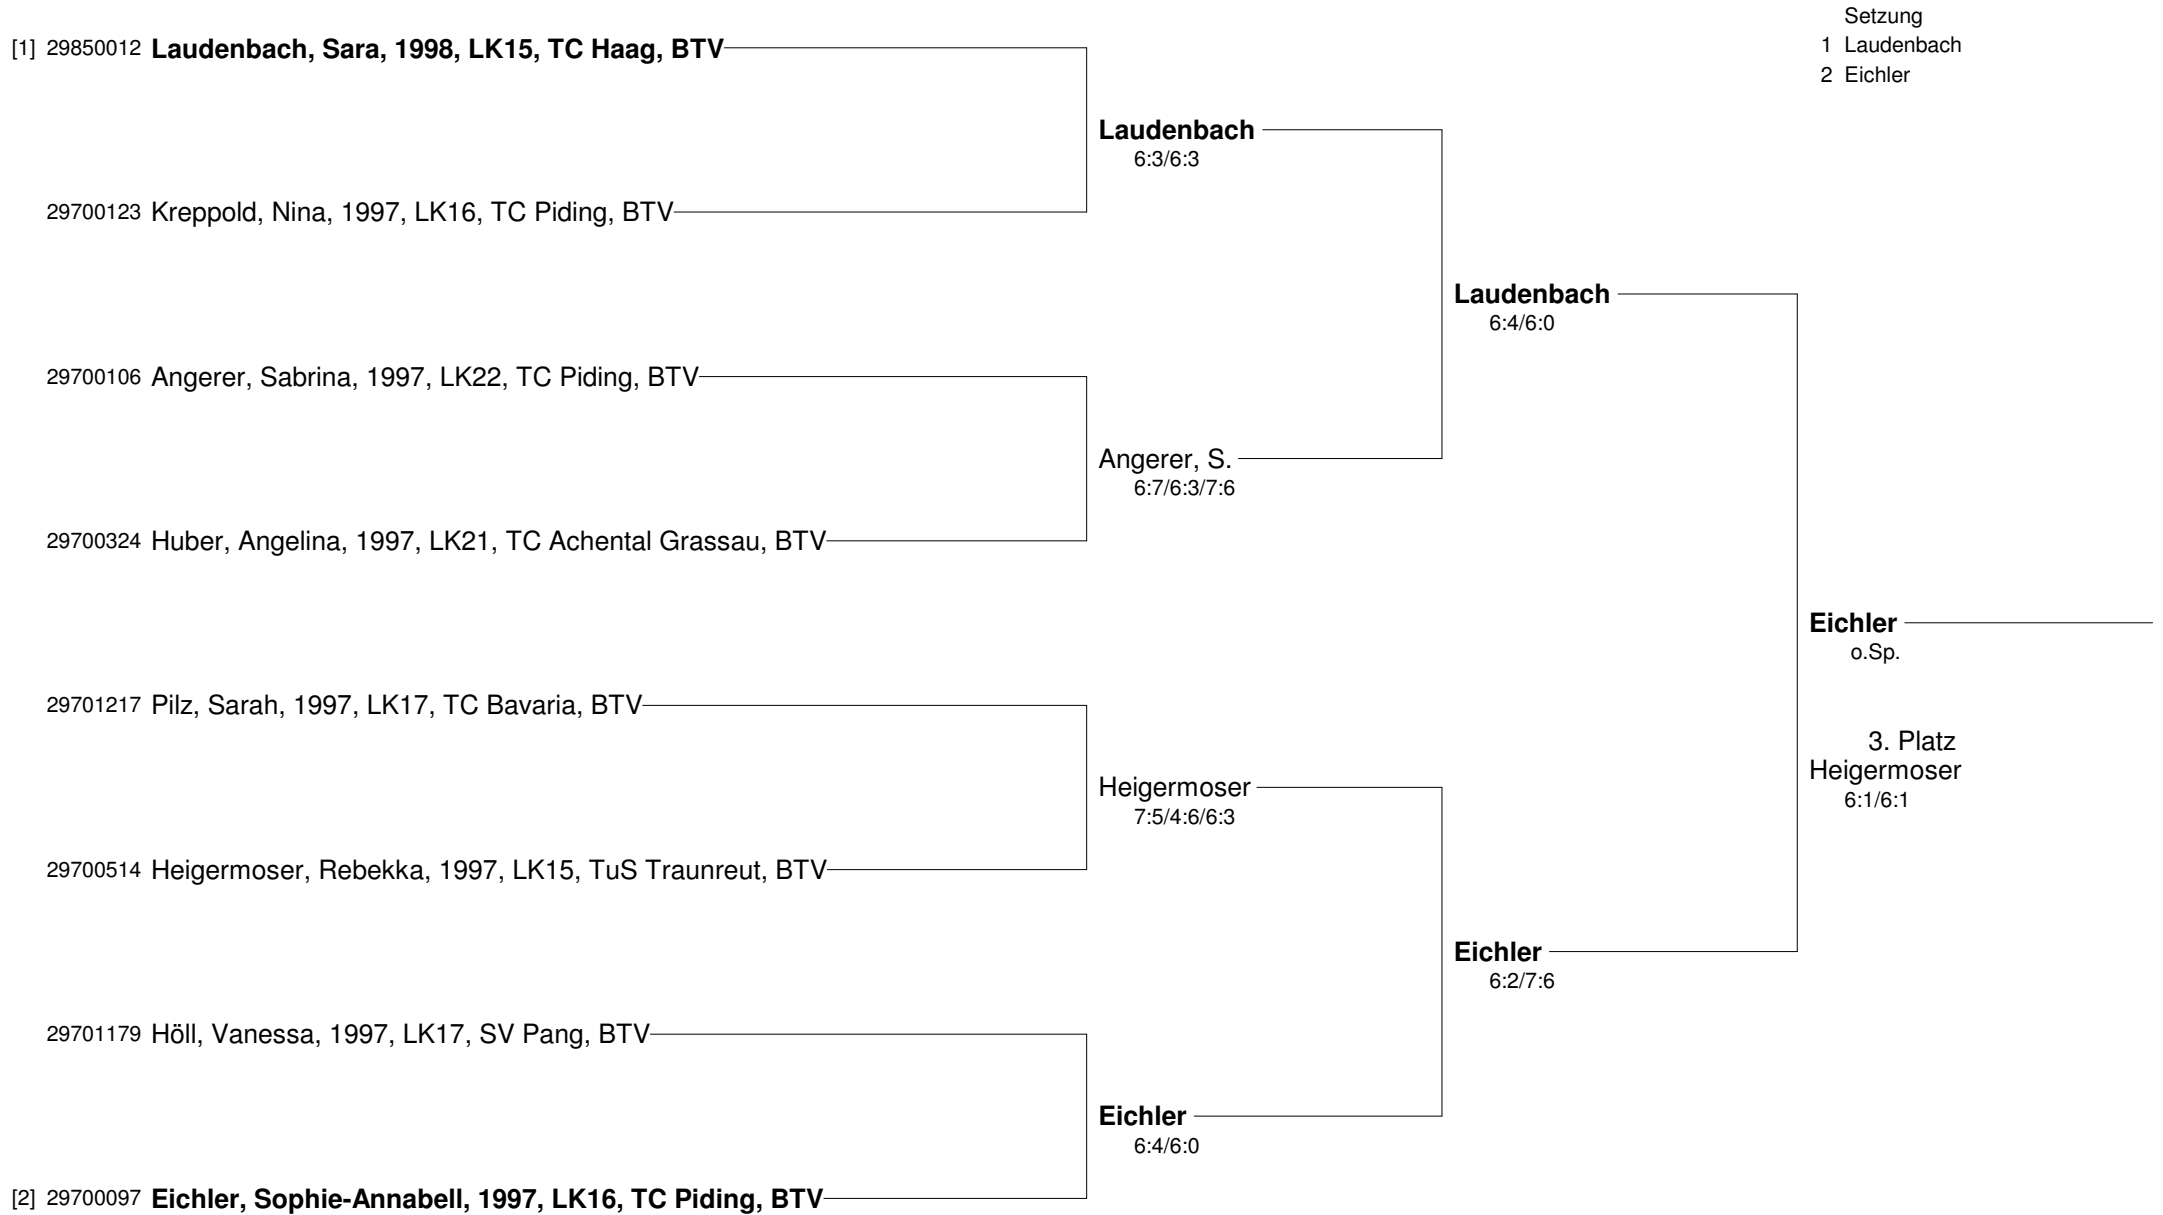 Setzung
1 Laudenbach
2 Eichler
[1] 29850012 Laudenbach, Sara, 1998, LK15, TC Haag, BTV
Laudenbach
6:3/6:3
29700123 Kreppold, Nina, 1997, LK16, TC Piding, BTV
Laudenbach
6:4/6:0
29700106 Angerer, Sabrina, 1997, LK22, TC Piding, BTV
Angerer, S.
6:7/6:3/7:6
29700324 Huber, Angelina, 1997, LK21, TC Achental Grassau, BTV
Eichler
o.Sp.
29701217 Pilz, Sarah, 1997, LK17, TC Bavaria, BTV
3. Platz
Heigermoser
6:1/6:1
Heigermoser
7:5/4:6/6:3
29700514 Heigermoser, Rebekka, 1997, LK15, TuS Traunreut, BTV
Eichler
6:2/7:6
29701179 Höll, Vanessa, 1997, LK17, SV Pang, BTV
Eichler
6:4/6:0
[2] 29700097 Eichler, Sophie-Annabell, 1997, LK16, TC Piding, BTV